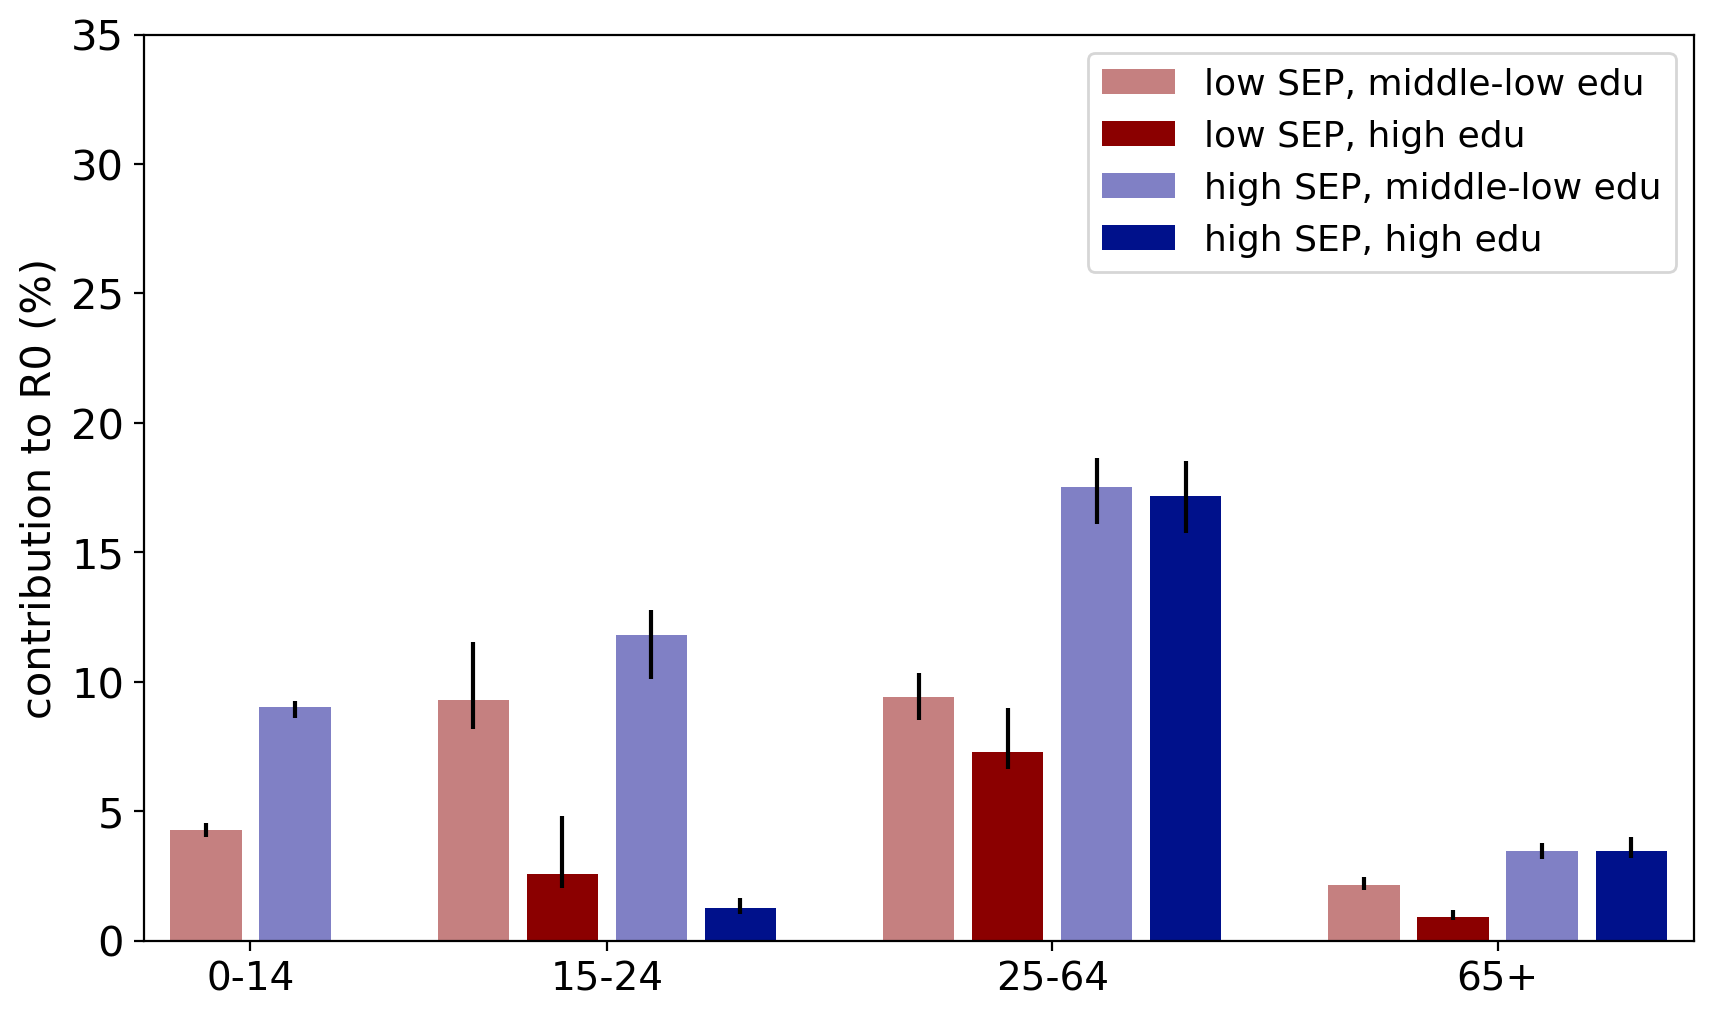 contribution to R0 (%)
35
30
25
20
15
10
5
0
low SEP, middle-low edu
low SEP, high edu
high SEP, middle-low edu
high SEP, high edu
0-14
15-24
25-64
65+